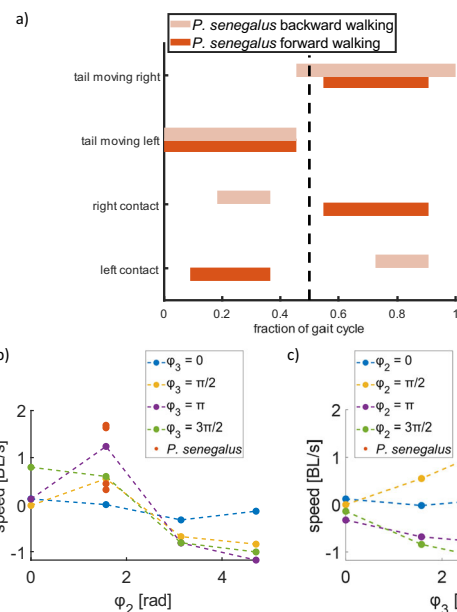 a)
P. senegalus backward walking
P. senegalus forward walking
tail moving right
tail moving left
right contact
left contact
0 0.2 0.4 0.6 0.8 1
fraction of gait cycle
b)
φ3 = 0
φ3 = π/2
φ3 = π
φ3 = 3π/2
P. senegalus
2
1
0
-1
speed [BL/s]
0 2 4
φ2 [rad]
c)
φ2 = 0
φ2 = π/2
φ2 = π
φ2 = 3π/2
P. senegalus
2
1
0
-1
speed [BL/s]
0 2
φ3